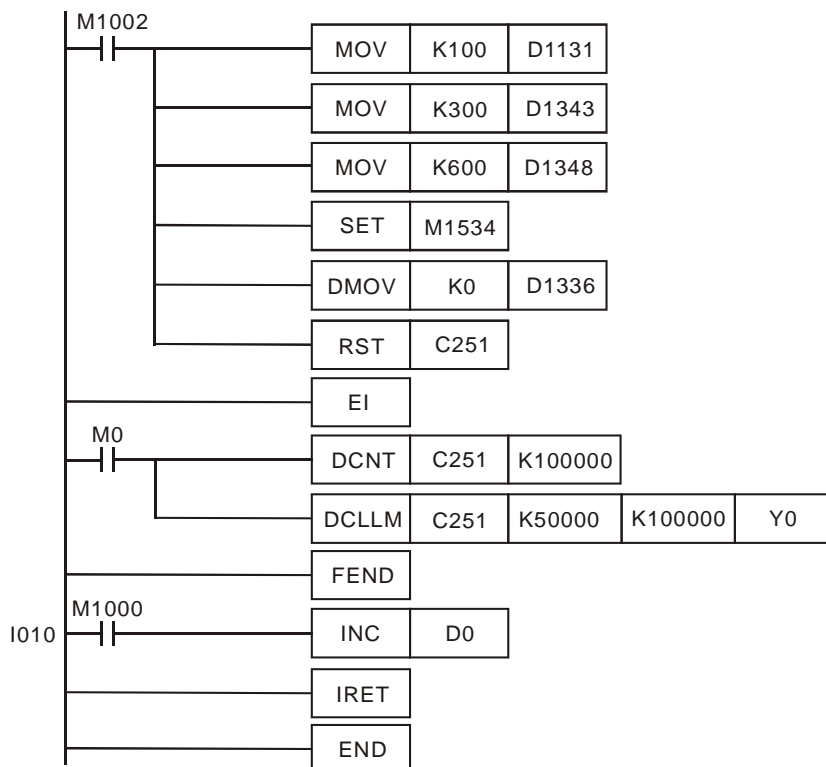 M1002
MOV K100 D1131
MOV K300 D1343
MOV K600 D1348
SET M1534
DMOV K0 D1336
RST C251
EI
M0
DCNT C251 K100000
DCLLM C251 K50000 K100000 Y0
FEND
M1000
I010 INC D0
IRET
END